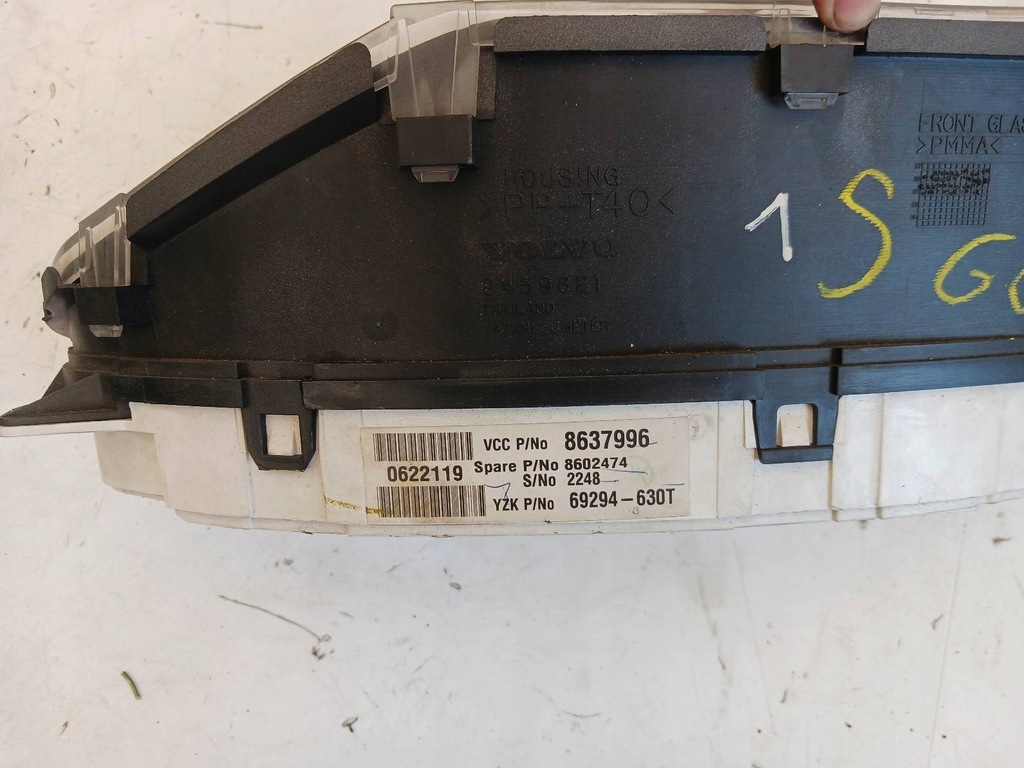 FRONT GLAS
>PMMA<
HOUSING
>PP-T40<
VOLVO
THAILAND
1 S
VCC P/No 8637996
0622119 Spare P/No 8602474
S/No 2248
YZK P/No 69294-630T